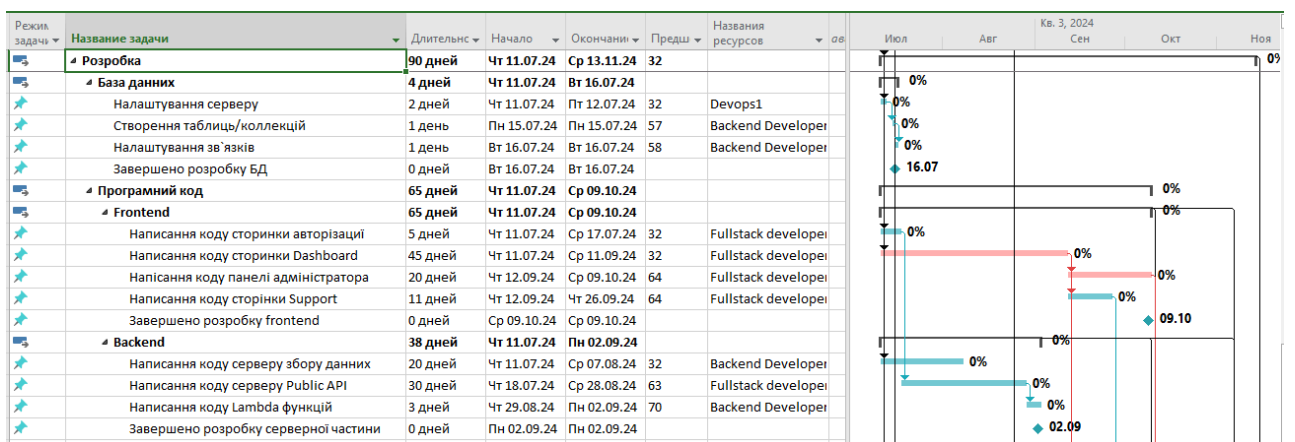 Режим задачи Название задачи Длительнс Начало Окончани Предш Названия ресурсов ав Кв. 3, 2024
Июл Авг Сен Окт Ноя
Розробка 90 дней Чт 11.07.24 Ср 13.11.24 32 0%
База данних 4 дней Чт 11.07.24 Вт 16.07.24 0%
Налаштування серверу 2 дней Чт 11.07.24 Пт 12.07.24 32 Devops1 0%
Створення таблиць/коллекцій 1 день Пн 15.07.24 Пн 15.07.24 57 Backend Developer 0%
Налаштування зв`язків 1 день Вт 16.07.24 Вт 16.07.24 58 Backend Developer 0%
Завершено розробку БД 0 дней Вт 16.07.24 Вт 16.07.24 16.07
Програмний код 65 дней Чт 11.07.24 Ср 09.10.24 0%
Frontend 65 дней Чт 11.07.24 Ср 09.10.24 0%
Написання коду сторинки авторізациї 5 дней Чт 11.07.24 Ср 17.07.24 32 Fullstack developer 0%
Написання коду сторинки Dashboard 45 дней Чт 11.07.24 Ср 11.09.24 32 Fullstack developer 0%
Напісання коду панелі адміністратора 20 дней Чт 12.09.24 Ср 09.10.24 64 Fullstack developer 0%
Написання коду сторінки Support 11 дней Чт 12.09.24 Чт 26.09.24 64 Fullstack developer 0%
Завершено розробку frontend 0 дней Ср 09.10.24 Ср 09.10.24 09.10
Backend 38 дней Чт 11.07.24 Пн 02.09.24 0%
Написання коду серверу збору данних 20 дней Чт 11.07.24 Ср 07.08.24 32 Backend Developer 0%
Написання коду серверу Public API 30 дней Чт 18.07.24 Ср 28.08.24 63 Fullstack developer 0%
Написання коду Lambda функцій 3 дней Чт 29.08.24 Пн 02.09.24 70 Backend Developer 0%
Завершено розробку серверної частини 0 дней Пн 02.09.24 Пн 02.09.24 02.09